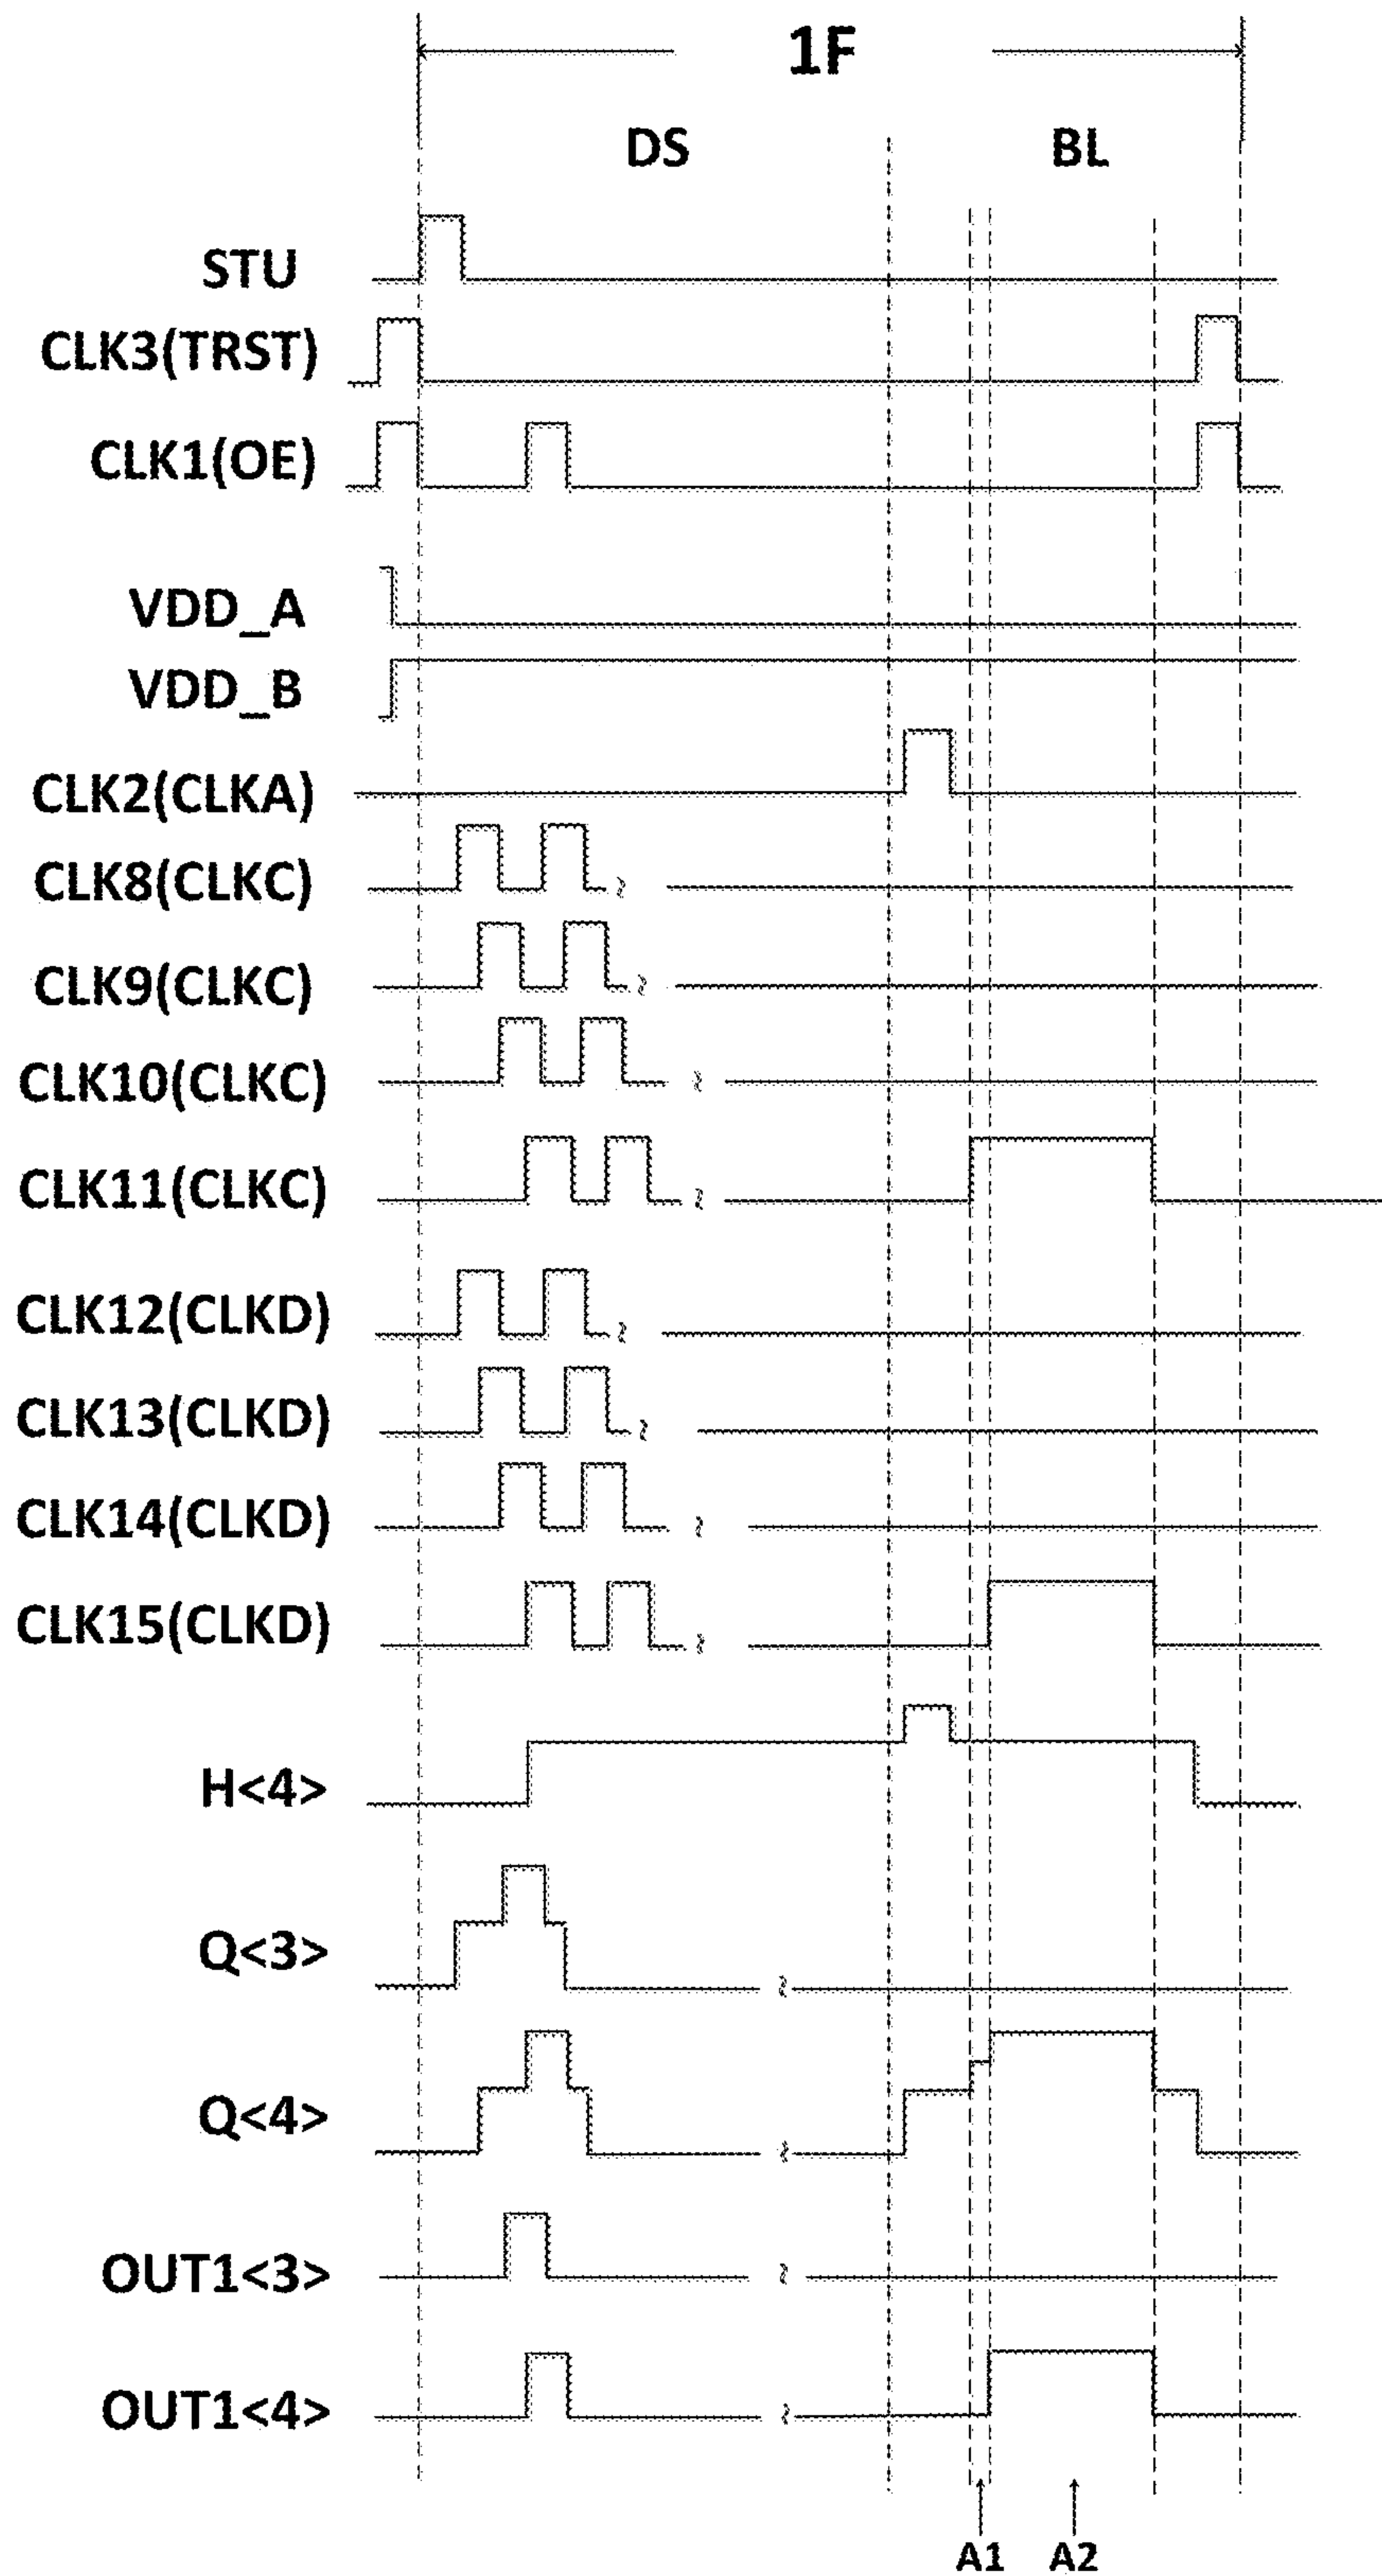 1F
DS BL
STU
CLK3(TRST)
CLK1(OE)
VDD_A
VDD_B
CLK2(CLKA)
CLK8(CLKC)
CLK9(CLKC)
CLK10(CLKC)
CLK11(CLKC)
CLK12(CLKD)
CLK13(CLKD)
CLK14(CLKD)
CLK15(CLKD)
H<4>
Q<3>
Q<4>
OUT1<3>
OUT1<4>
A1 A2